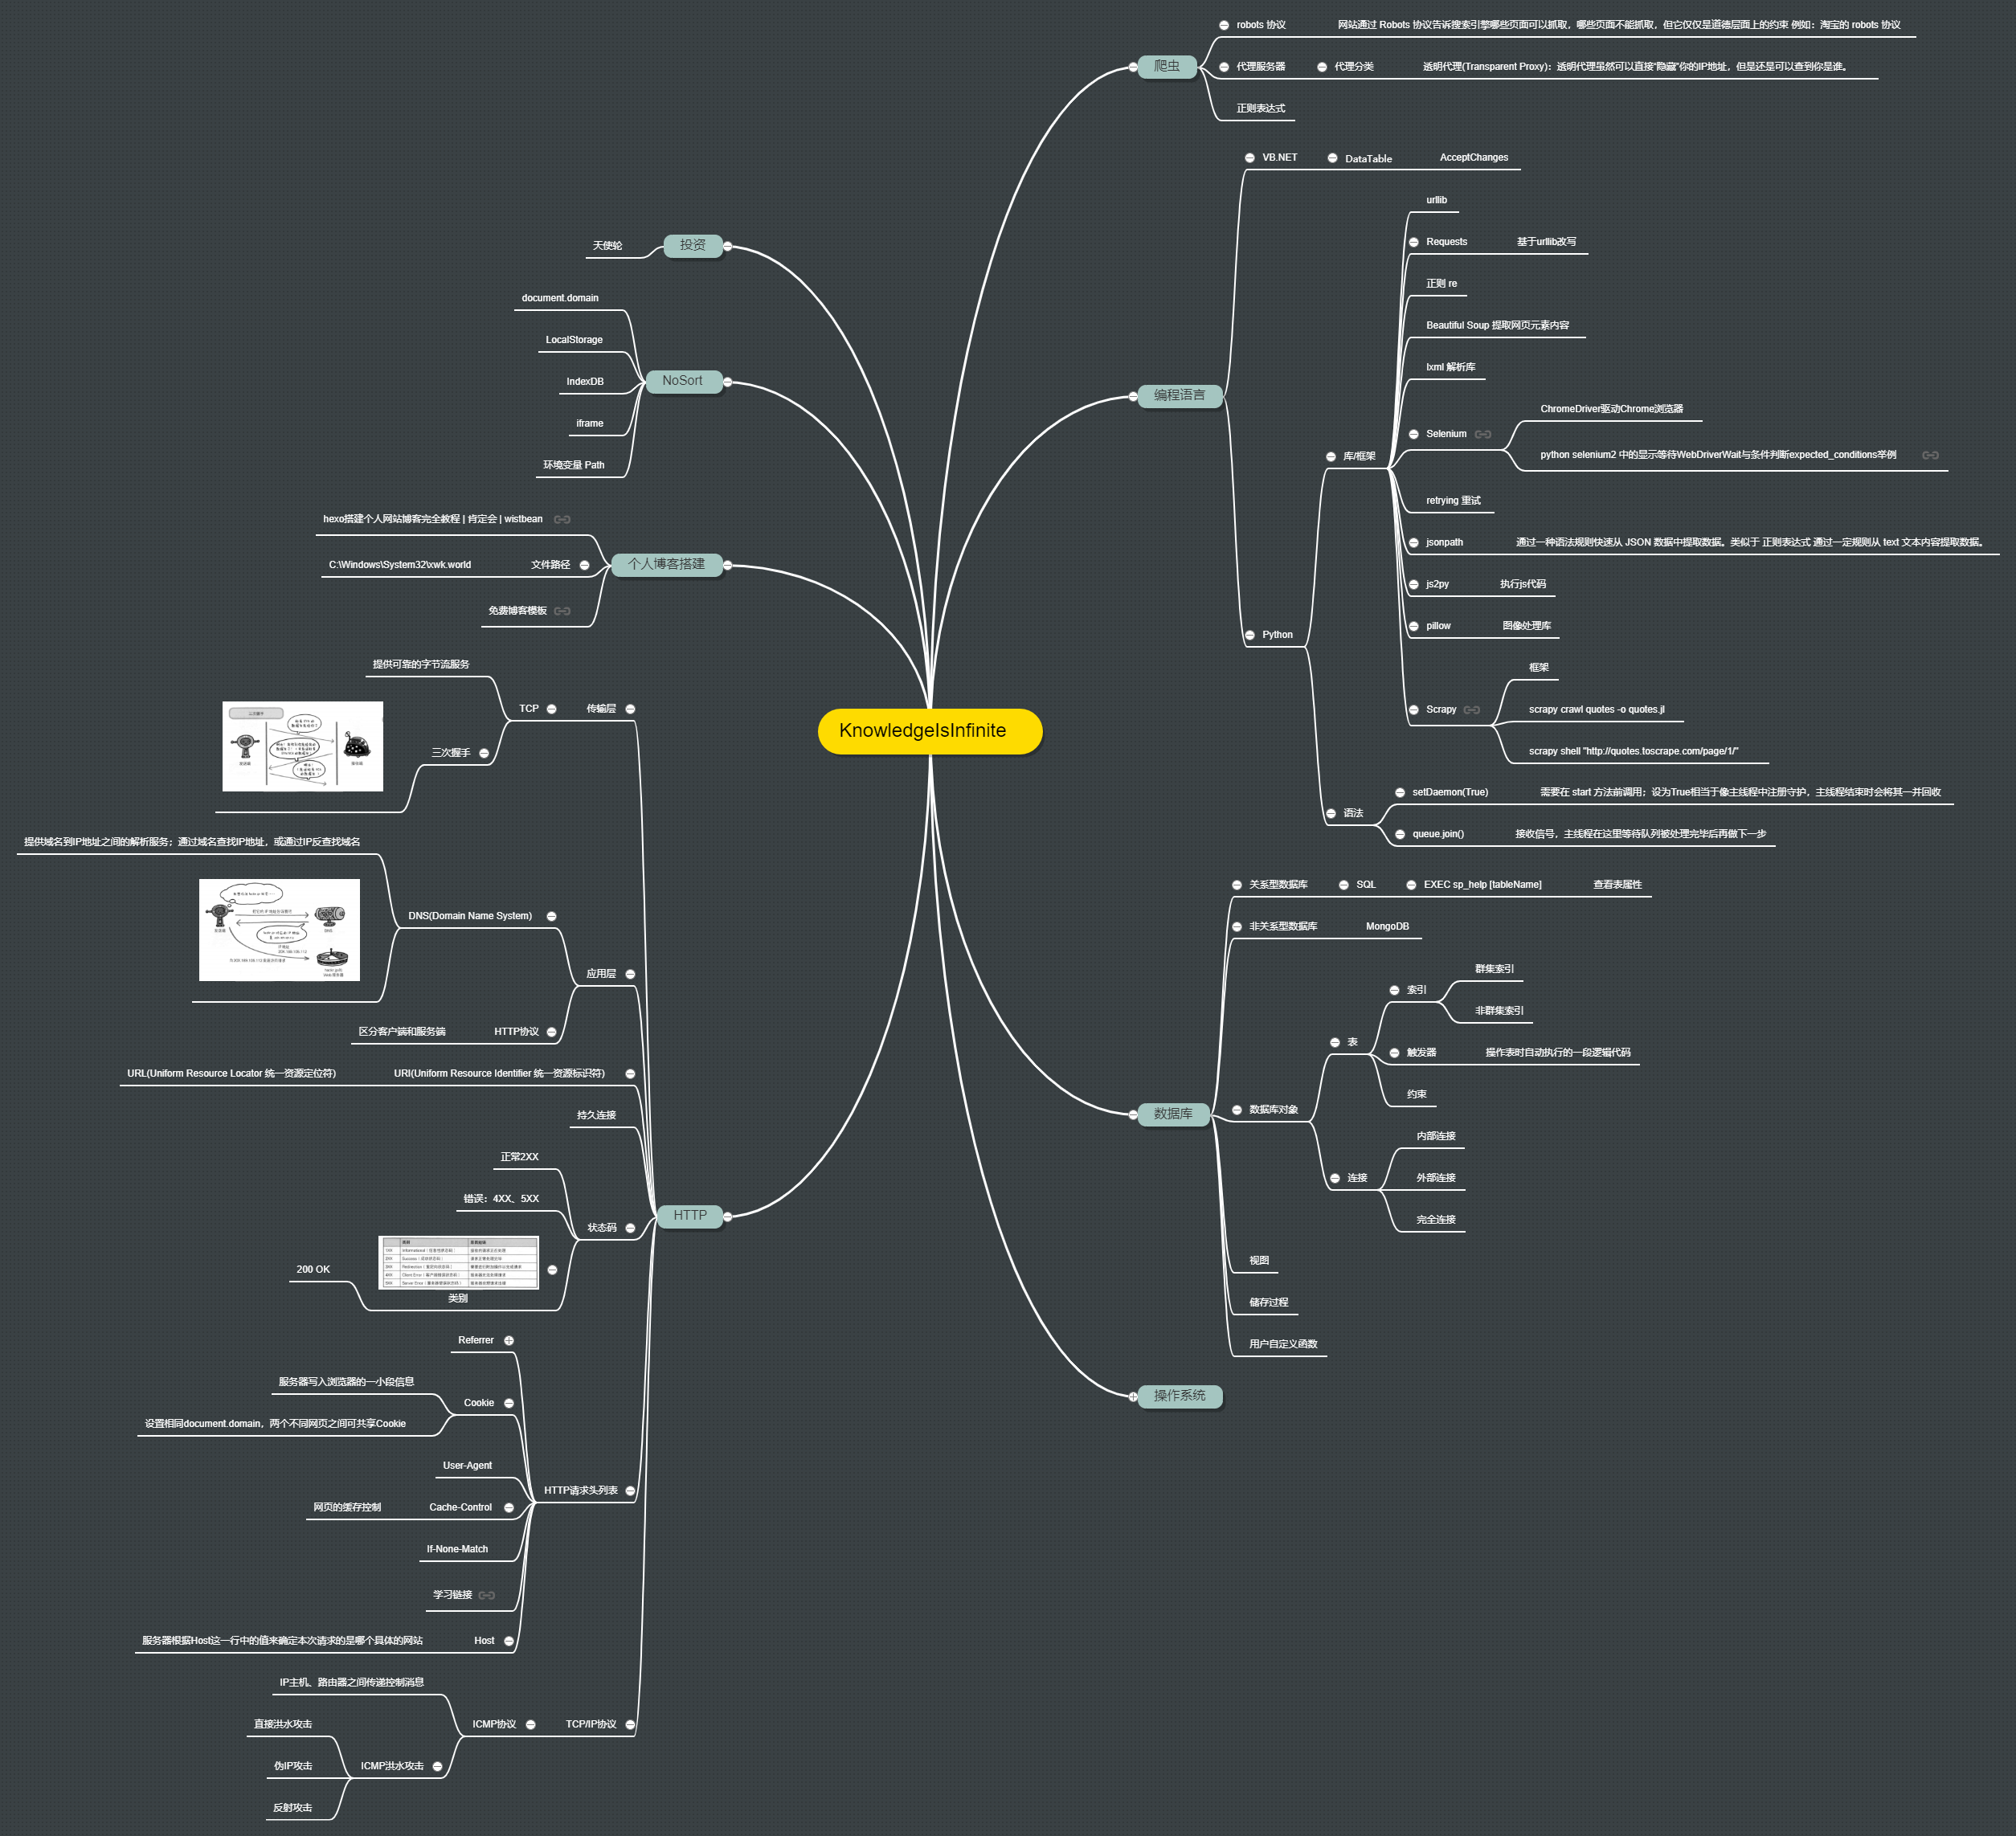 KnowledgeIsInfinite
爬虫
robots 协议
网站通过 Robots 协议告诉搜索引擎哪些页面可以抓取，哪些页面不能抓取，但它仅仅是道德层面上的约束 例如：淘宝的 robots 协议
代理服务器
代理分类
透明代理(Transparent Proxy)：透明代理虽然可以直接"隐藏"你的IP地址，但是还是可以查到你是谁。
正则表达式
编程语言
VB.NET
DataTable
AcceptChanges
Python
库/框架
urllib
Requests
基于urllib改写
正则 re
Beautiful Soup 提取网页元素内容
lxml 解析库
Selenium
ChromeDriver驱动Chrome浏览器
python selenium2 中的显示等待WebDriverWait与条件判断expected_conditions举例
retrying 重试
jsonpath
通过一种语法规则快速从 JSON 数据中提取数据。类似于 正则表达式 通过一定规则从 text 文本内容提取数据。
js2py
执行js代码
pillow
图像处理库
Scrapy
框架
scrapy crawl quotes -o quotes.jl
scrapy shell "http://quotes.toscrape.com/page/1/"
语法
setDaemon(True)
需要在 start 方法前调用；设为True相当于像主线程中注册守护，主线程结束时会将其一并回收
queue.join()
接收信号，主线程在这里等待队列被处理完毕后再做下一步
数据库
关系型数据库
SQL
EXEC sp_help [tableName]
查看表属性
非关系型数据库
MongoDB
数据库对象
表
索引
群集索引
非群集索引
触发器
操作表时自动执行的一段逻辑代码
约束
连接
内部连接
外部连接
完全连接
视图
储存过程
用户自定义函数
操作系统
投资
天使轮
NoSort
document.domain
LocalStorage
IndexDB
iframe
环境变量 Path
个人博客搭建
hexo搭建个人网站博客完全教程 | 肯定会 | wistbean
文件路径
C:\Windows\System32\xwk.world
免费博客模板
HTTP
传输层
TCP
提供可靠的字节流服务
三次握手
应用层
DNS(Domain Name System)
提供域名到IP地址之间的解析服务；通过域名查找IP地址，或通过IP反查找域名
HTTP协议
区分客户端和服务端
URI(Uniform Resource Identifier 统一资源标识符)
URL(Uniform Resource Locator 统一资源定位符)
持久连接
状态码
正常2XX
错误：4XX、5XX
类别
200 OK
HTTP请求头列表
Referrer
Cookie
服务器写入浏览器的一小段信息
设置相同document.domain，两个不同网页之间可共享Cookie
User-Agent
Cache-Control
网页的缓存控制
If-None-Match
学习链接
Host
服务器根据Host这一行中的值来确定本次请求的是哪个具体的网站
TCP/IP协议
ICMP协议
IP主机、路由器之间传递控制消息
ICMP洪水攻击
直接洪水攻击
伪IP攻击
反射攻击